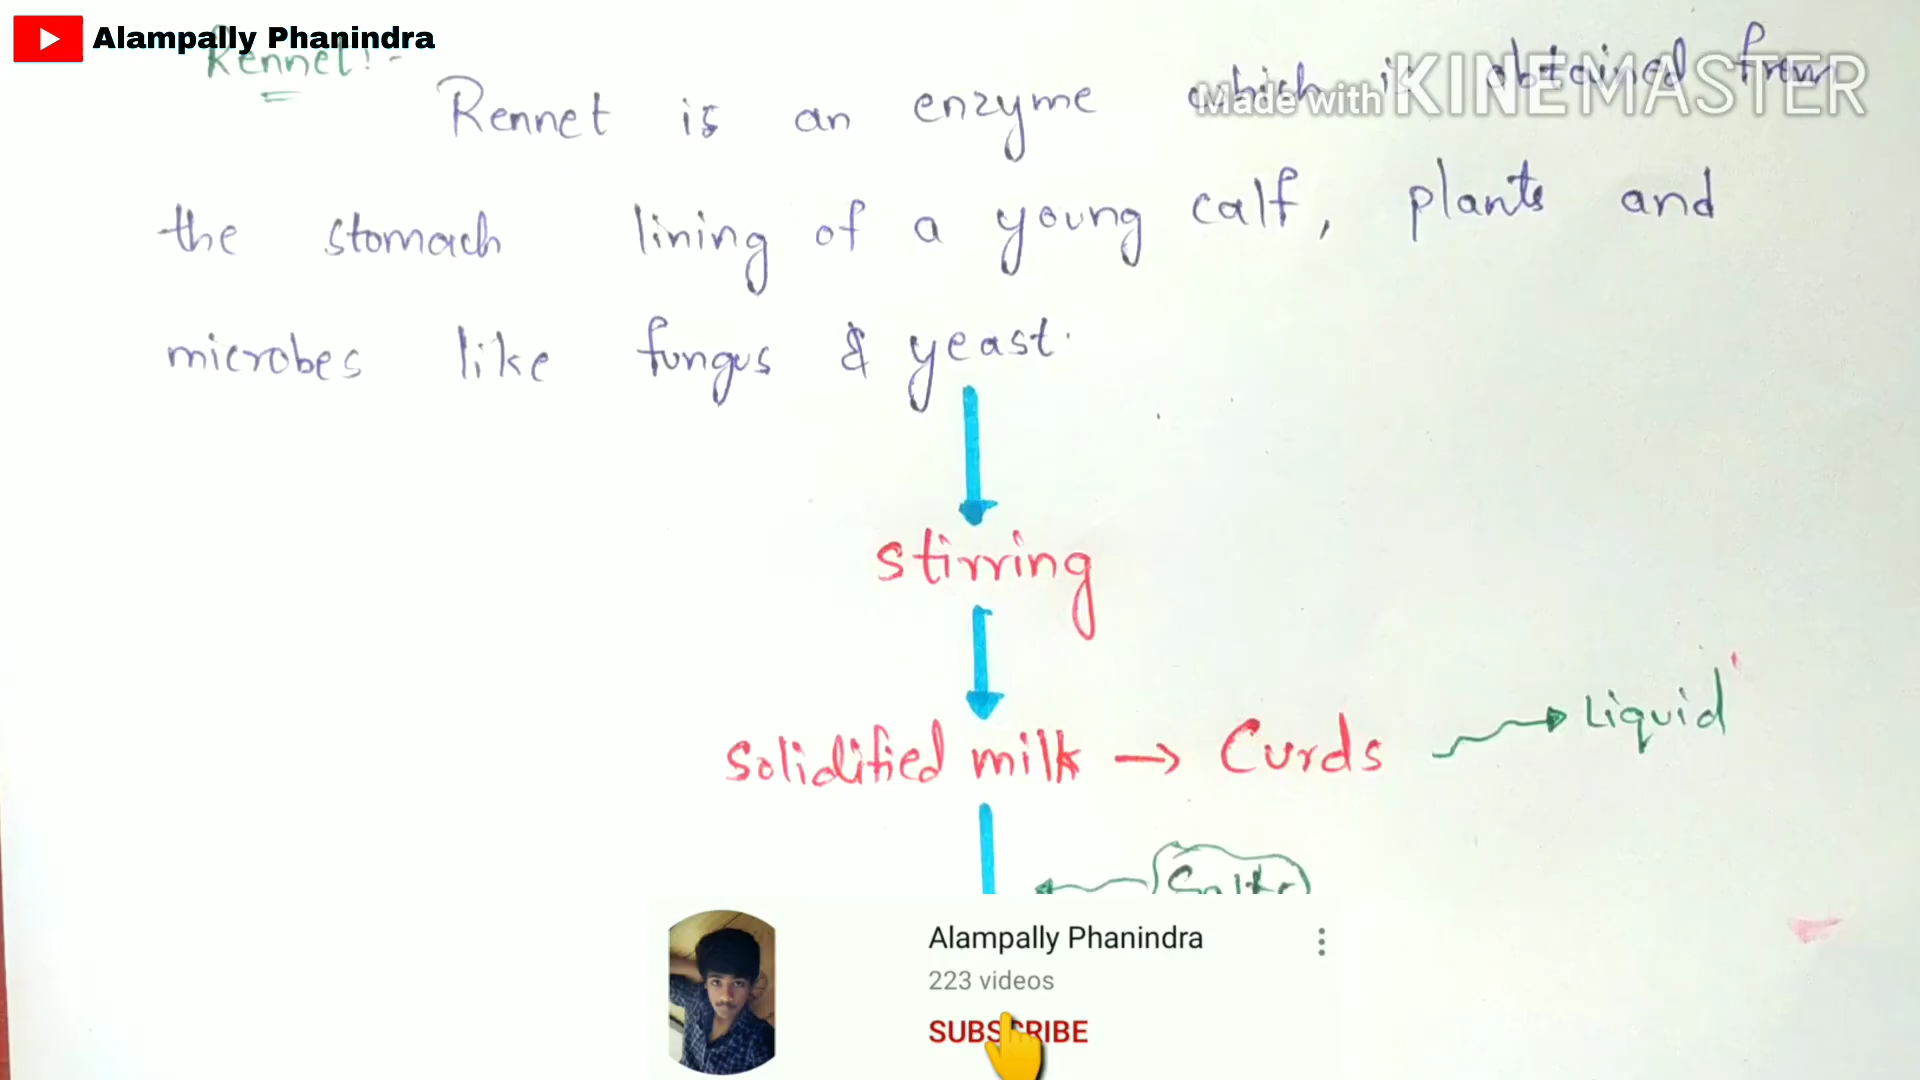 Alampally Phanindra
Rennet:-
Made with KINEMASTER
Rennet is an enzyme which is obtained from
the stomach lining of a young calf, plants and
microbes like fungus & yeast.
stirring
Solidified milk → Curds
Liquid
Alampally Phanindra
223 videos
SUBSCRIBE